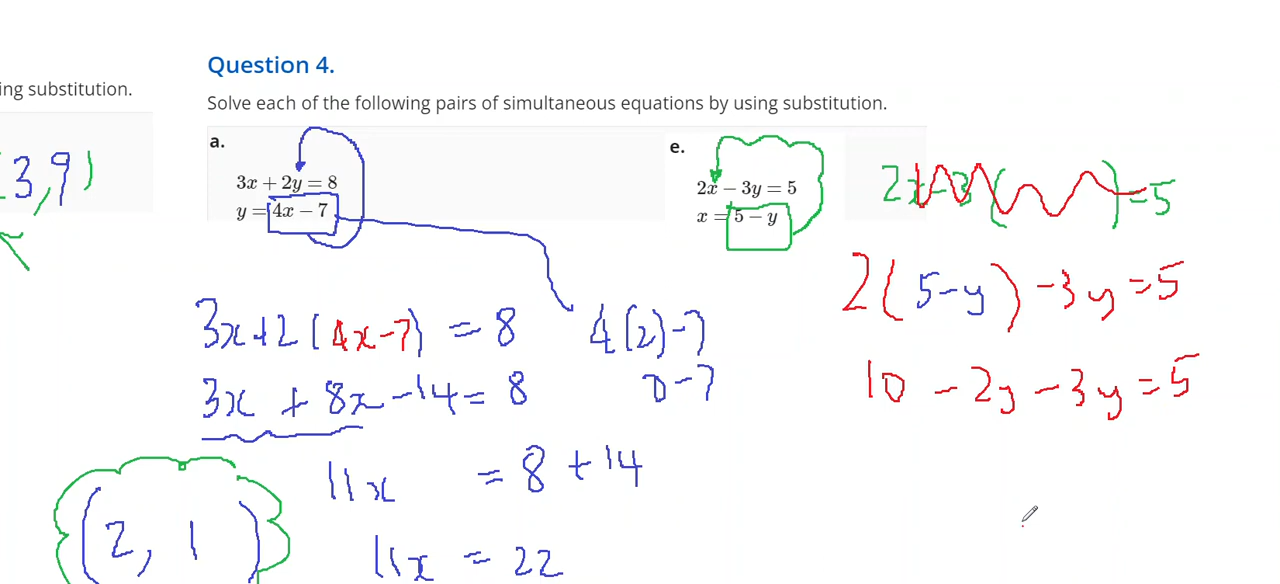 ing substitution.
3, 9)
Question 4.
Solve each of the following pairs of simultaneous equations by using substitution.
a.
3x + 2y = 8
y = 4x − 7
3x + 2(4x − 7) = 8
3x + 8x − 14 = 8
11x = 8 + 14
11x = 22
(2, 1)
4(2) − 7
e.
2x − 3y = 5
x = 5 − y
2(5 − y) − 3y = 5
10 − 2y − 3y = 5